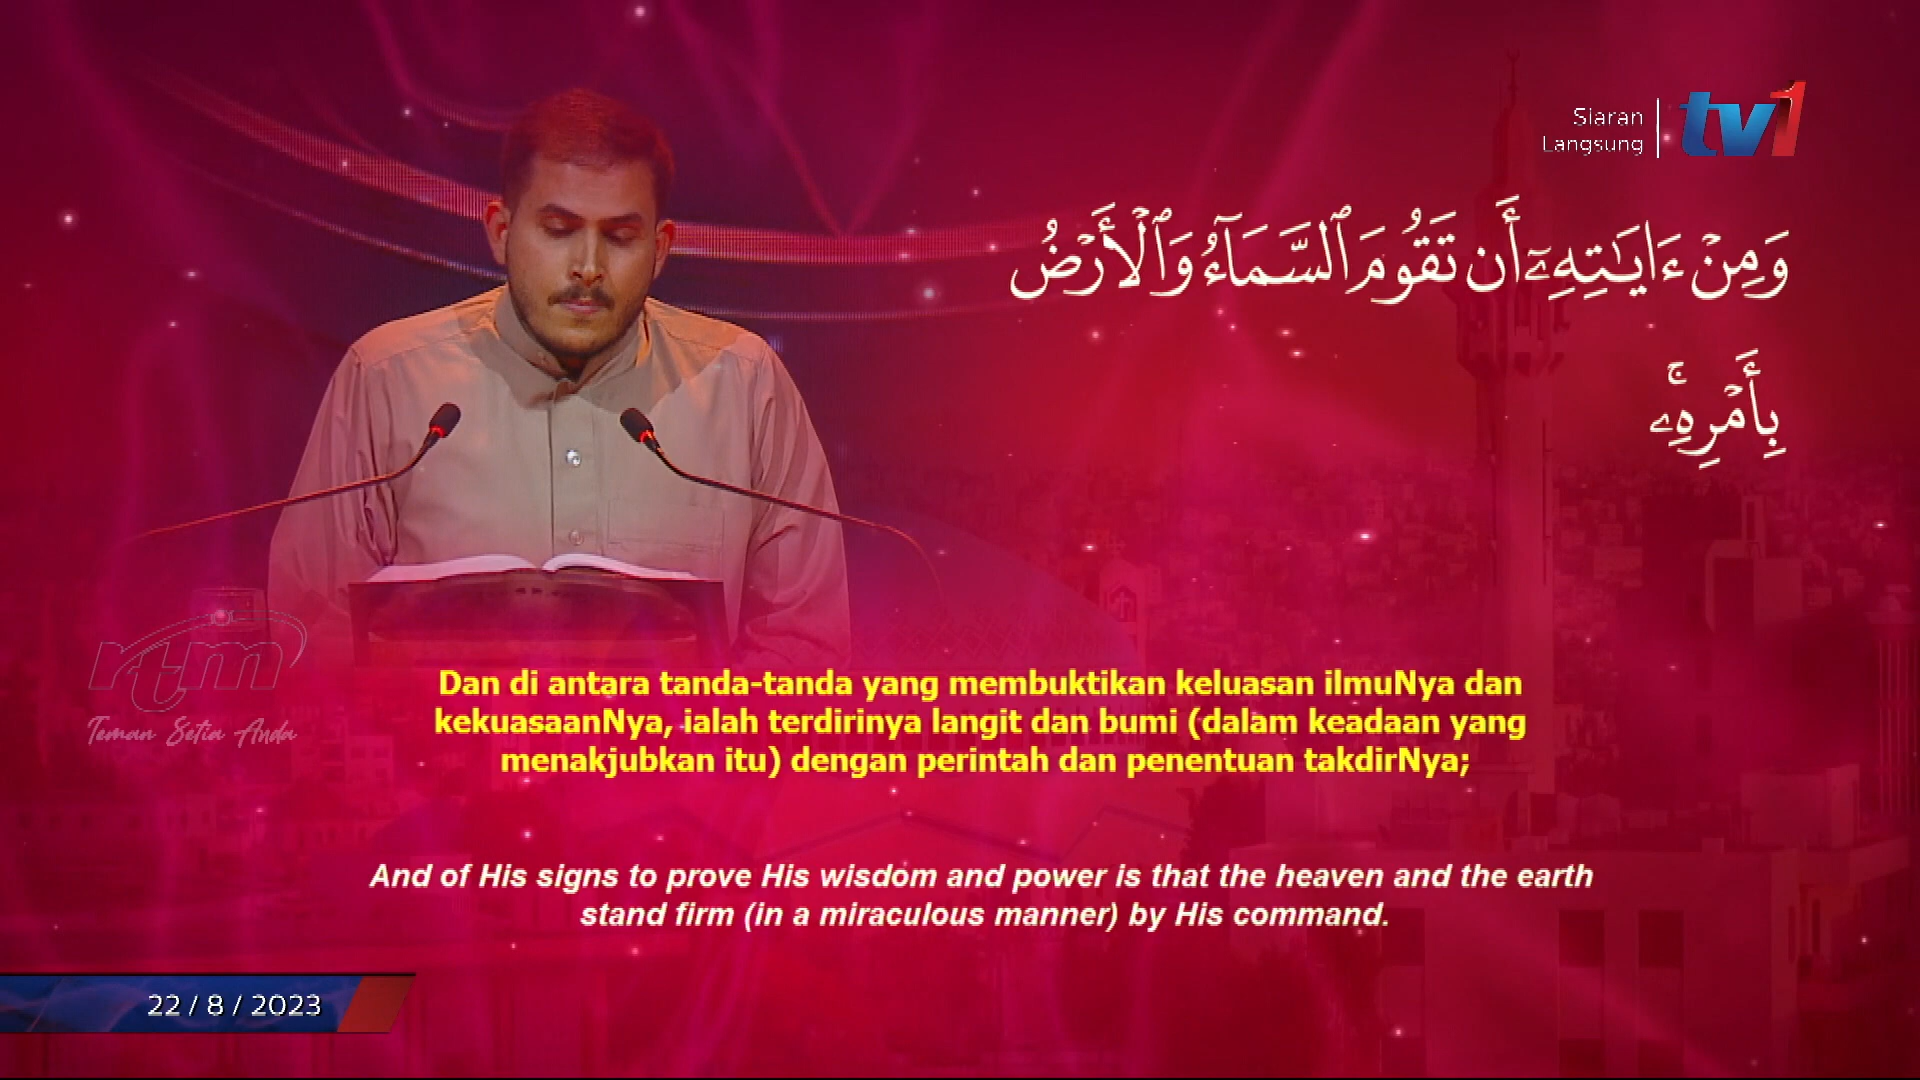 Siaran
Langsung
tv1
وَمِنْ ءَايَـٰتِهِۦٓ أَن تَقُومَ ٱلسَّمَآءُ وَٱلْأَرْضُ
بِأَمْرِهِۦ ۚ
rtm
Teman Setia Anda
Dan di antara tanda-tanda yang membuktikan keluasan ilmuNya dan
kekuasaanNya, ialah terdirinya langit dan bumi (dalam keadaan yang
menakjubkan itu) dengan perintah dan penentuan takdirNya;
And of His signs to prove His wisdom and power is that the heaven and the earth
stand firm (in a miraculous manner) by His command.
22 / 8 / 2023